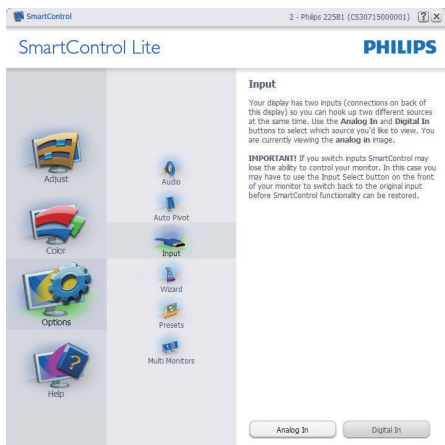 SmartControl
2 - Philips 225B1 (CS30715000001)
SmartControl Lite
PHILIPS
Adjust
Color
Options
Help
Audio
Auto Pivot
Input
Wizard
Presets
Multi Monitors
Input
Your display has two inputs (connections on back of
this display) so you can hook up two different sources
at the same time. Use the Analog In and Digital In
buttons to select which source you'd like to view. You
are currently viewing the analog in image.
IMPORTANT! If you switch inputs SmartControl may
lose the ability to control your monitor. In this case you
may have to use the Input Select button on the front
of your monitor to switch back to the original input
before SmartControl functionality can be restored.
Analog In
Digital In